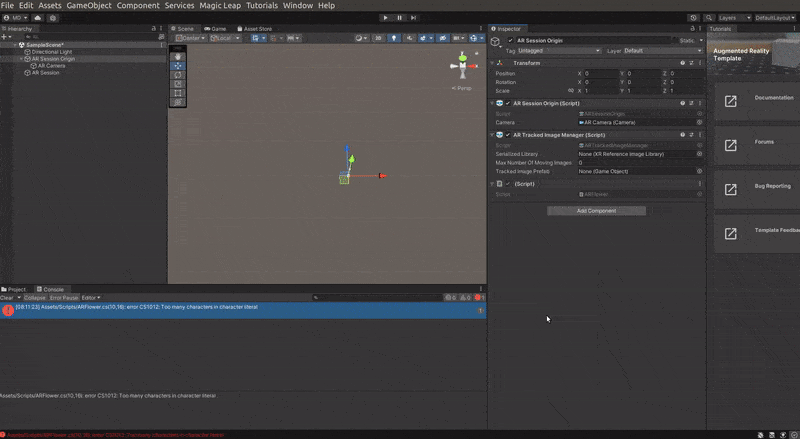 File Edit Assets GameObject Component Services Magic Leap Tutorials Window Help
MG
Layers
DefaultLayout
Hierarchy
All
SampleScene*
Directional Light
AR Session Origin
AR Camera
AR Session
Scene
Game
Asset Store
Center
Local
2D
Persp
Inspector
AR Session Origin
Static
Tag Untagged
Layer Default
Transform
Position X 0 Y 0 Z 0
Rotation X 0 Y 0 Z 0
Scale X 1 Y 1 Z 1
AR Session Origin (Script)
Script
ARSessionOrigin
Camera
AR Camera (Camera)
AR Tracked Image Manager (Script)
Script
ARTrackedImageManager
Serialized Library
None (XR Reference Image Library)
Max Number Of Moving Images 0
Tracked Image Prefab
None (Game Object)
(Script)
Script
ARFlower
Add Component
Tutorials
Augmented Reality
Template
Documentation
Forums
Bug Reporting
Template Feedba
Project
Console
Clear
Collapse
Error Pause
Editor
0
0
1
[08:11:23] Assets/Scripts/ARFlower.cs(10,16): error CS1012: Too many characters in character literal
1
Assets/Scripts/ARFlower.cs(10,16): error CS1012: Too many characters in character literal
Assets/Scripts/ARFlower.cs(10,16): error CS1012: Too many characters in character literal